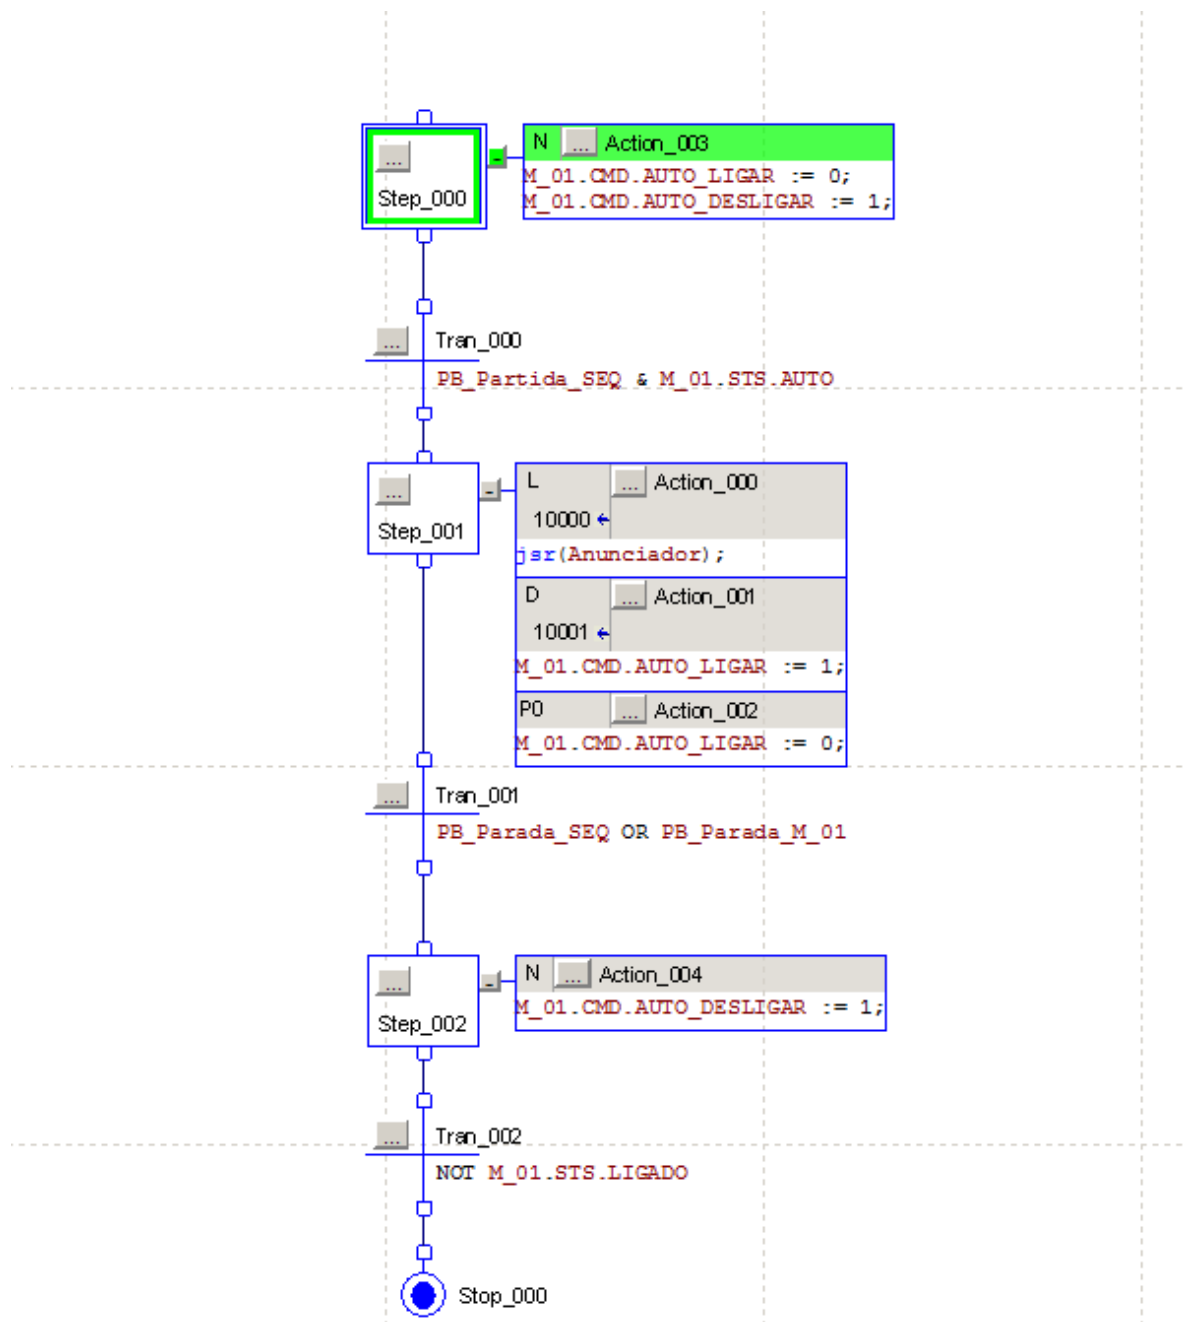 N ... Action_003
M_01.CMD.AUTO_LIGAR := 0;
M_01.CMD.AUTO_DESLIGAR := 1;
...
Step_000
... Tran_000
PB_Partida_SEQ & M_01.STS.AUTO
...
Step_001
L ... Action_000
10000
jsr(Anunciador);
D ... Action_001
10001
M_01.CMD.AUTO_LIGAR := 1;
P0 ... Action_002
M_01.CMD.AUTO_LIGAR := 0;
... Tran_001
PB_Parada_SEQ OR PB_Parada_M_01
...
Step_002
N ... Action_004
M_01.CMD.AUTO_DESLIGAR := 1;
... Tran_002
NOT M_01.STS.LIGADO
Stop_000